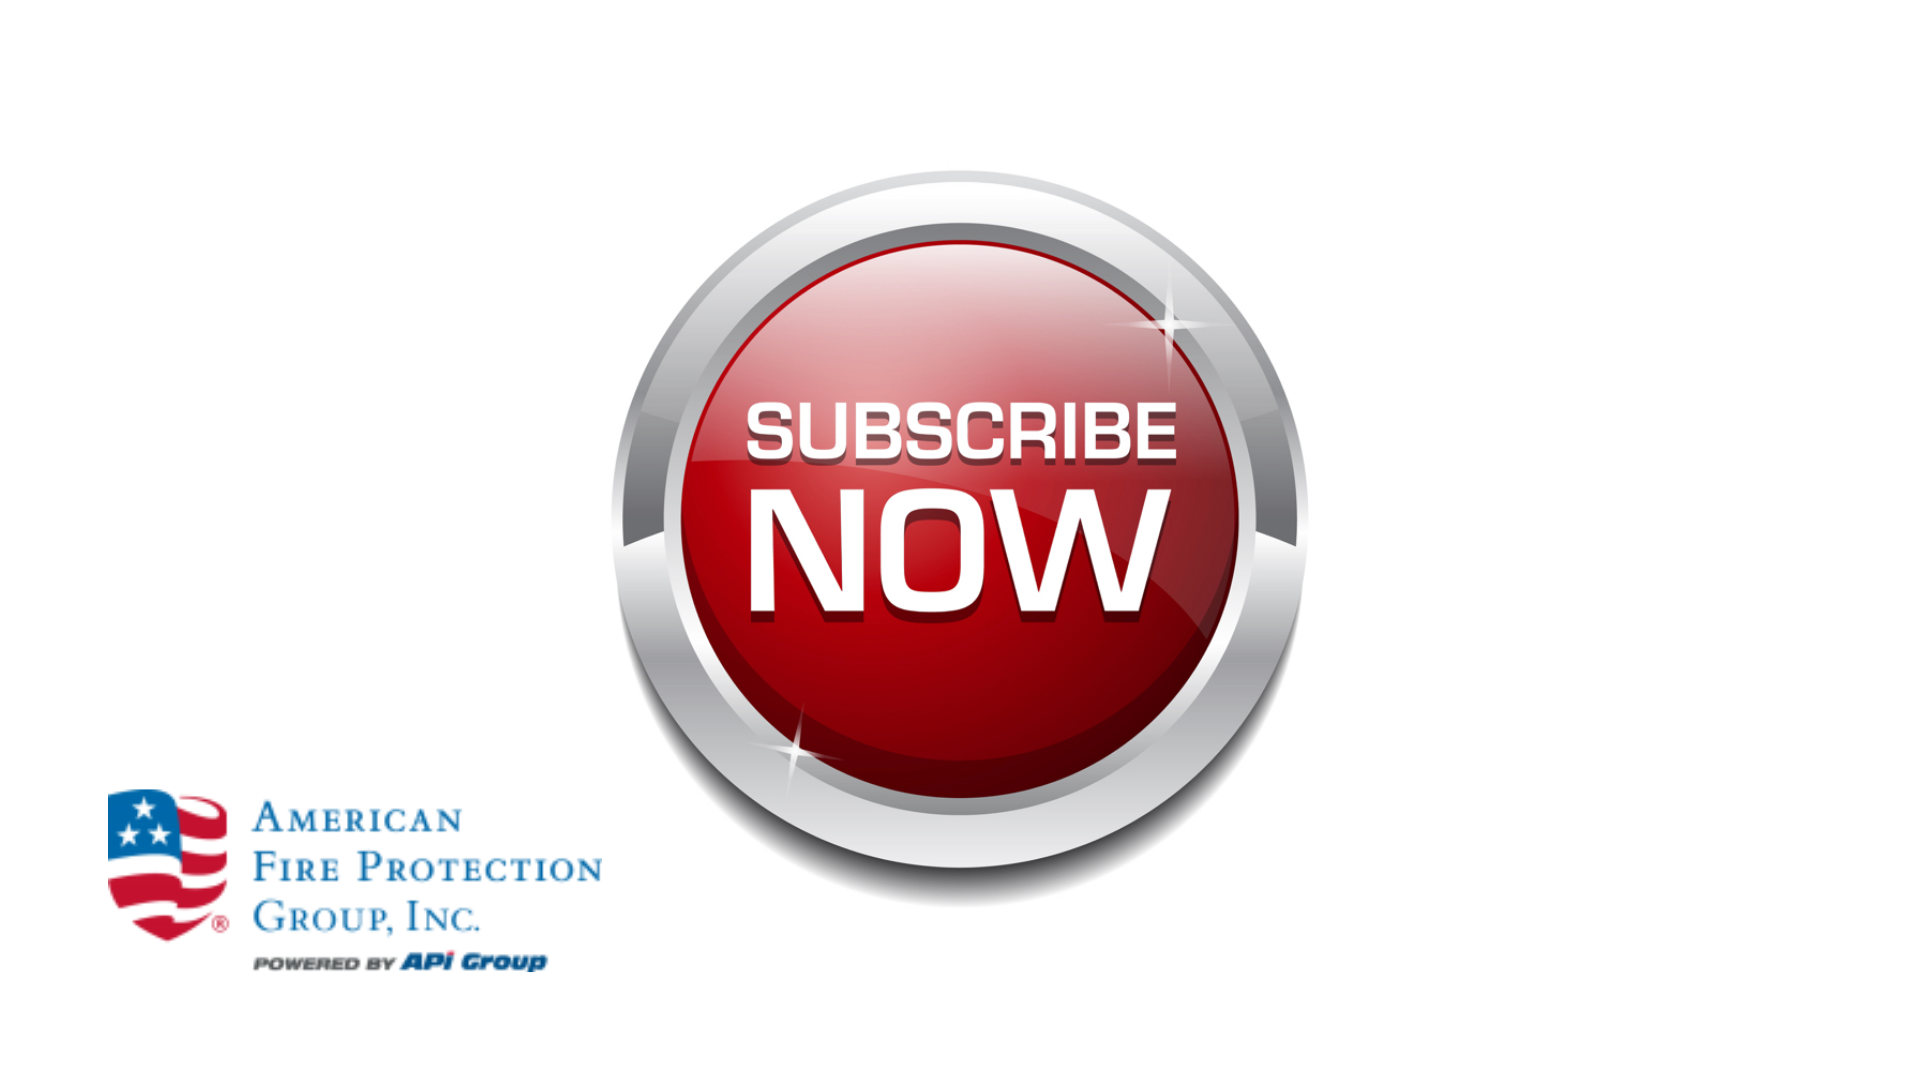 SUBSCRIBE
NOW
AMERICAN
FIRE PROTECTION
GROUP, INC.
®
POWERED BY APi Group